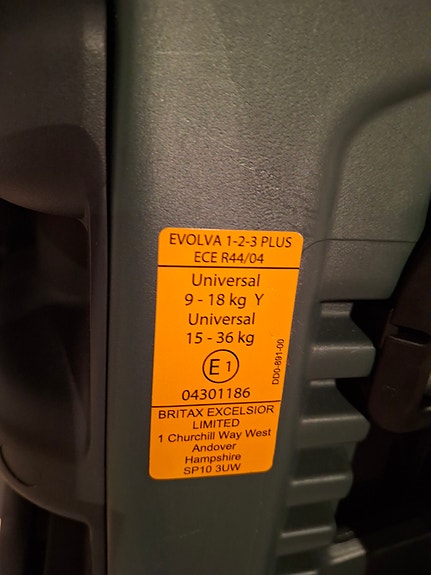 EVOLVA 1-2-3 PLUS
ECE R44/04
Universal
9 - 18 kg Y
Universal
15 - 36 kg
E 1
04301186
DD0-891-00
BRITAX EXCELSIOR
LIMITED
1 Churchill Way West
Andover
Hampshire
SP10 3UW